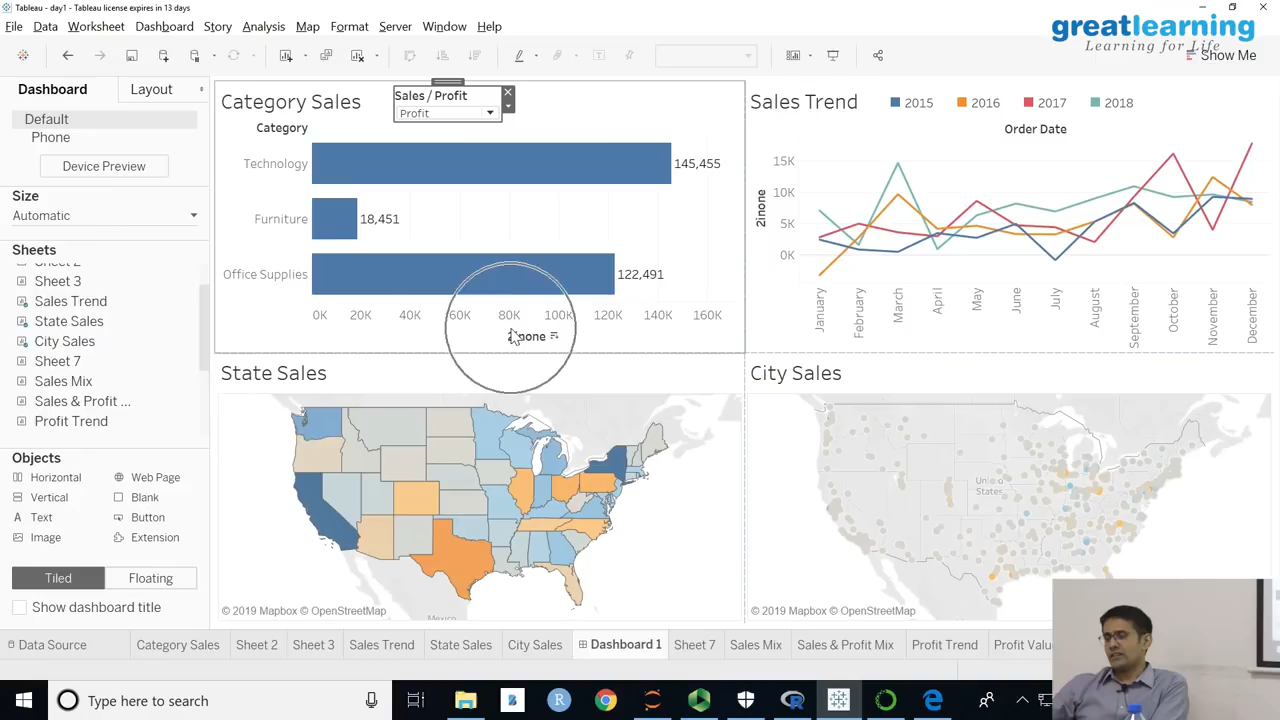 Tableau - day1 - Tableau license expires in 13 days
File Data Worksheet Dashboard Story Analysis Map Format Server Window Help
greatlearning
Learning for Life
Show Me
Dashboard Layout
Default
Phone
Device Preview
Size
Automatic
Sheets
Sheet 3
Sales Trend
State Sales
City Sales
Sheet 7
Sales Mix
Sales & Profit ...
Profit Trend
Objects
Horizontal Web Page
Vertical Blank
Text Button
Image Extension
Tiled Floating
Show dashboard title
Category Sales
Sales / Profit
Profit
Category
Technology 145,455
Furniture 18,451
Office Supplies 122,491
0K 20K 40K 60K 80K 100K 120K 140K 160K
Sales Trend 2015 2016 2017 2018
Order Date
2inone
15K
10K
5K
0K
January February March April May June July August September October November December
State Sales
© 2019 Mapbox © OpenStreetMap
Mexico
City Sales
United
States
© 2019 Mapbox © OpenStreetMap
Data Source Category Sales Sheet 2 Sheet 3 Sales Trend State Sales City Sales Dashboard 1 Sheet 7 Sales Mix Sales & Profit Mix Profit Trend Profit Valu
Type here to search